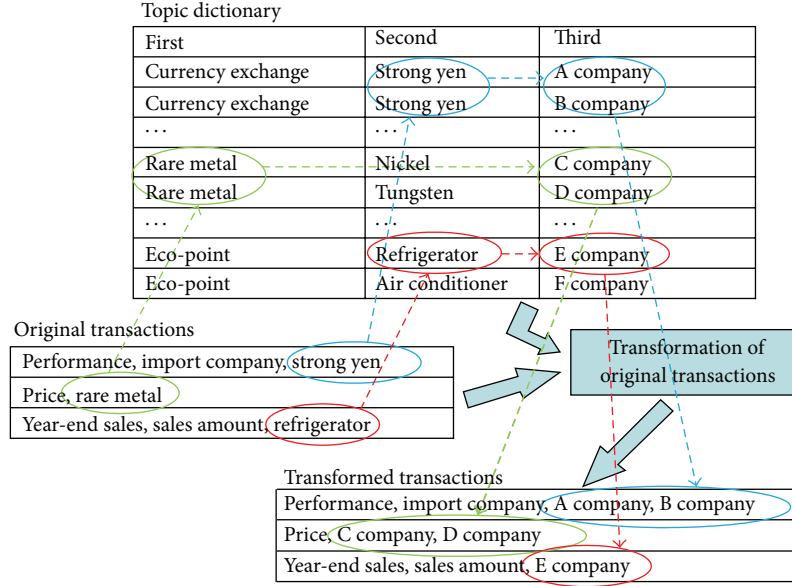 Topic dictionary
First Second Third
Currency exchange Strong yen A company
Currency exchange Strong yen B company
... ... ...
Rare metal Nickel C company
Rare metal Tungsten D company
... ... ...
Eco-point Refrigerator E company
Eco-point Air conditioner F company
Original transactions
Performance, import company, strong yen
Price, rare metal
Year-end sales, sales amount, refrigerator
Transformation of
original transactions
Transformed transactions
Performance, import company, A company, B company
Price, C company, D company
Year-end sales, sales amount, E company